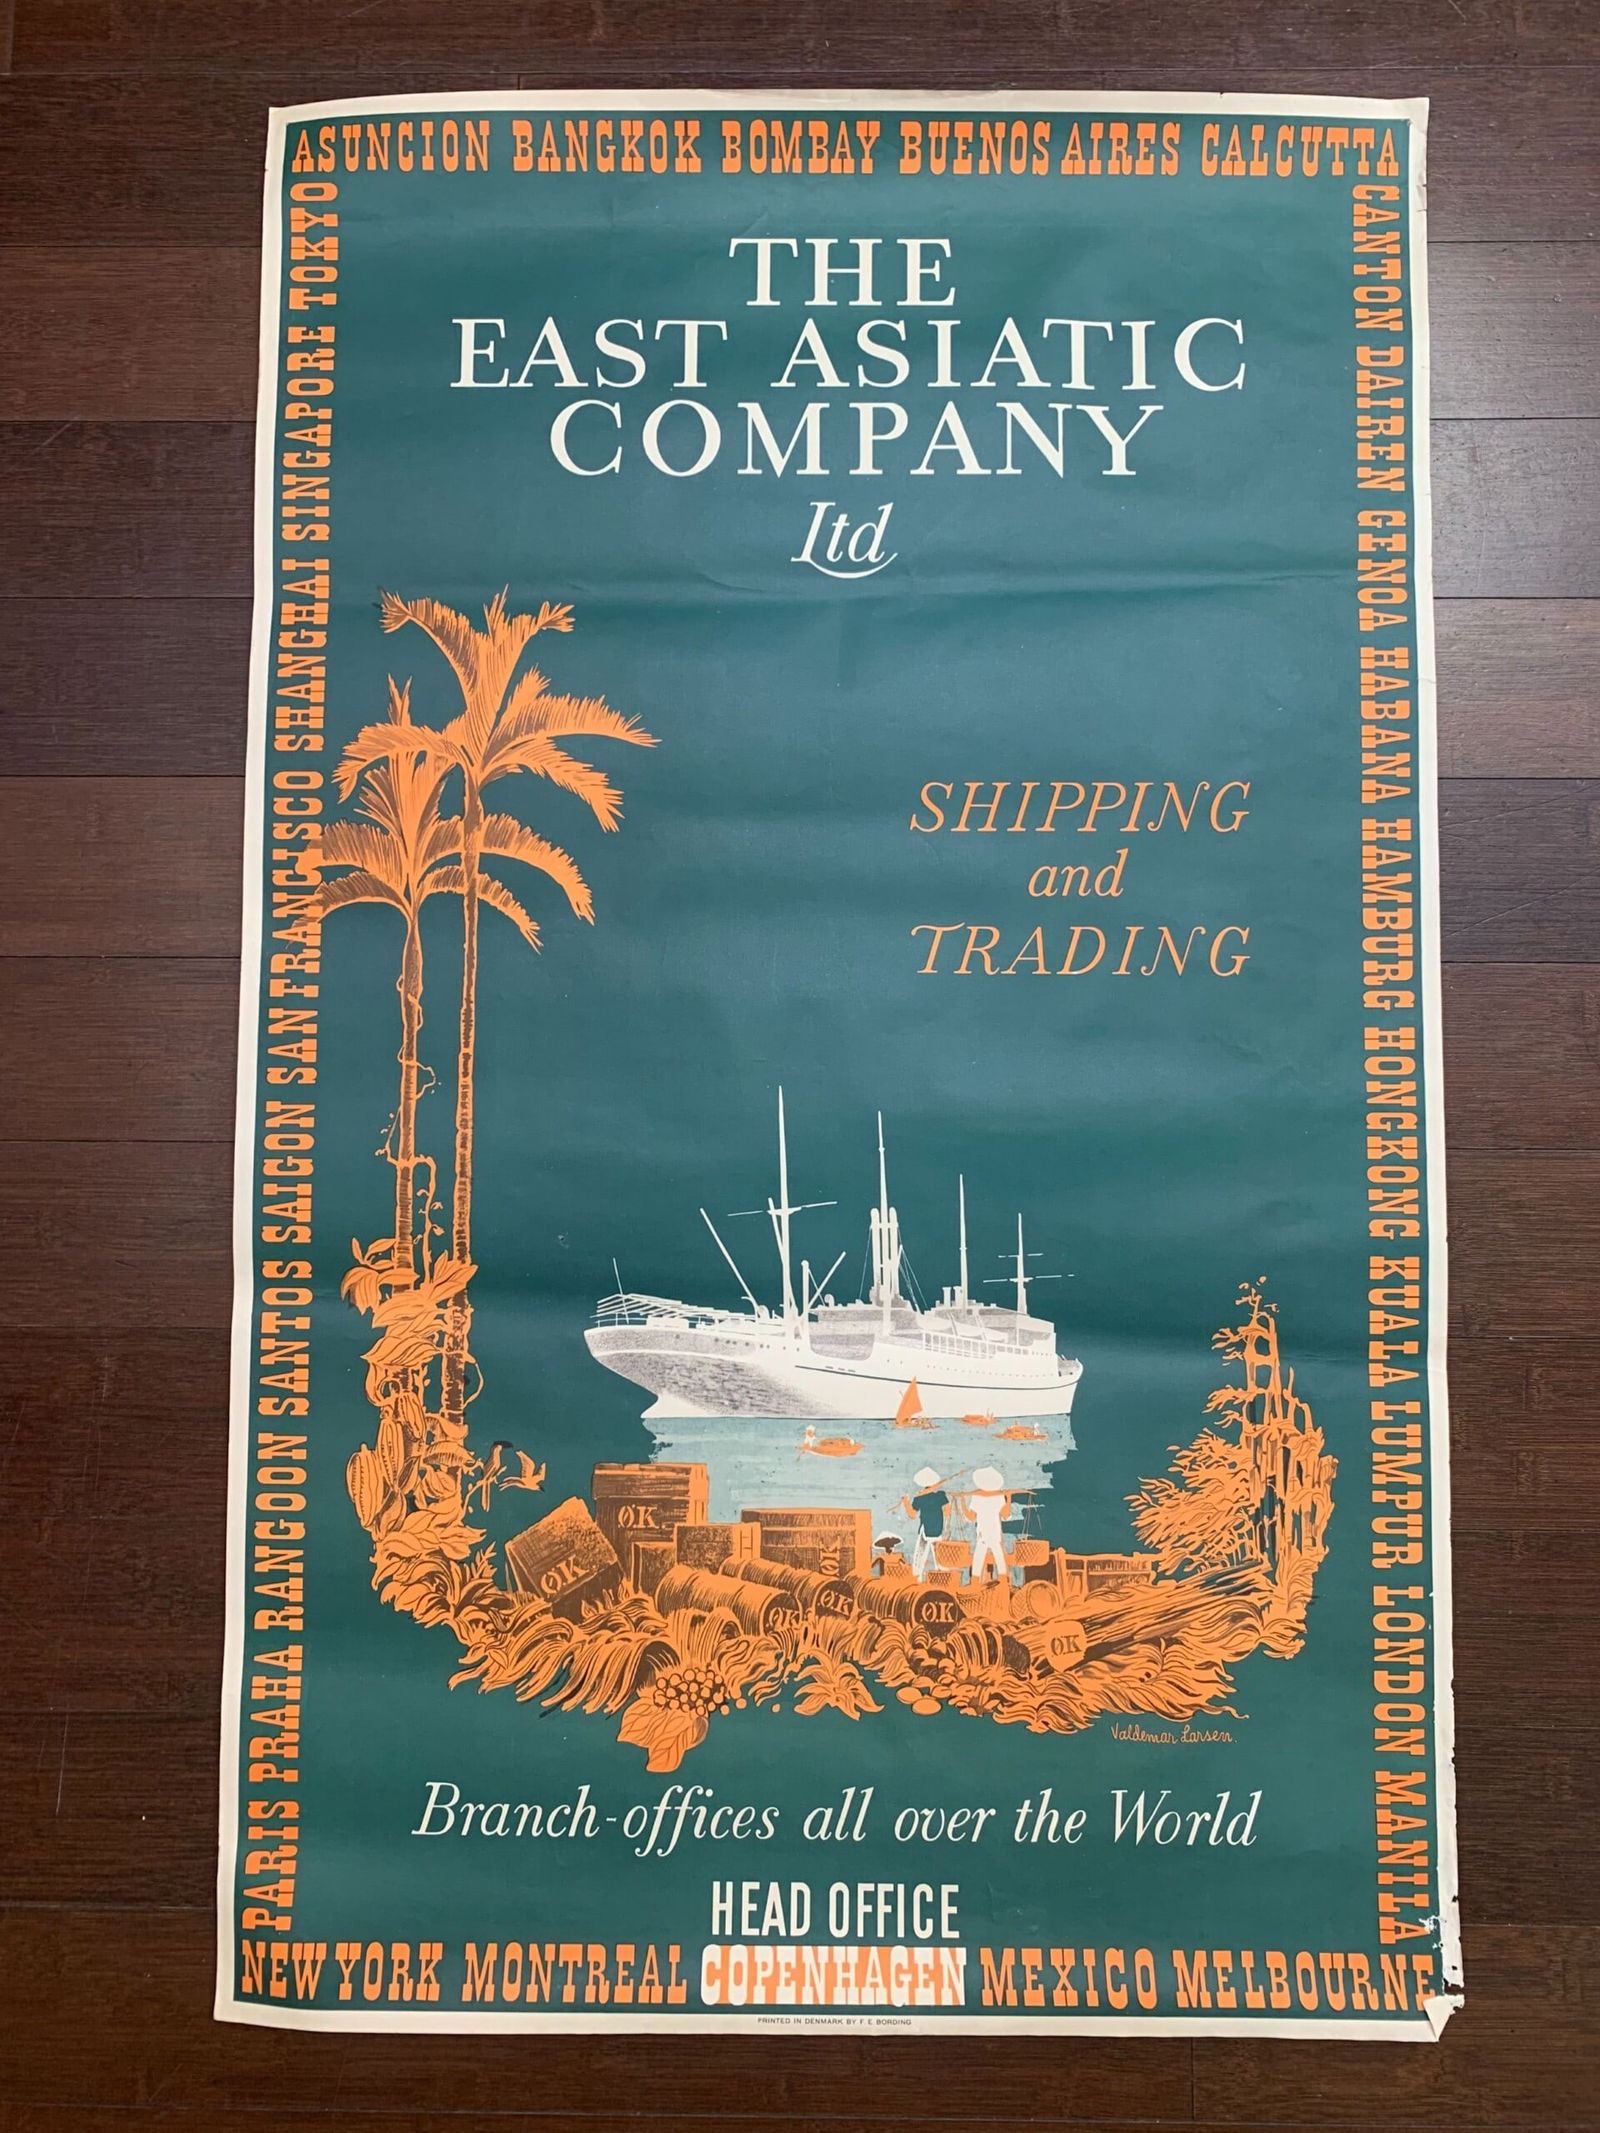 ASUNCION BANGKOK BOMBAY BUENOS AIRES CALCUTTA
CANTON DAIREN GENOA HABANA HAMBURG HONGKONG KUALA LUMPUR LONDON MANILA
THE
EAST ASIATIC
COMPANY
Ltd
SHIPPING
and
TRADING
ØK
ØK
ØK
ØK
ØK
ØK
ØK
Valdemar Larsen.
Branch-offices all over the World
HEAD OFFICE
NEW YORK MONTREAL COPENHAGEN MEXICO MELBOURNE
PARIS PRAHA RANGOON SANTOS SAIGON SAN FRANCISCO SHANGHAI SINGAPORE TOKYO
PRINTED IN DENMARK BY F. E. BORDING